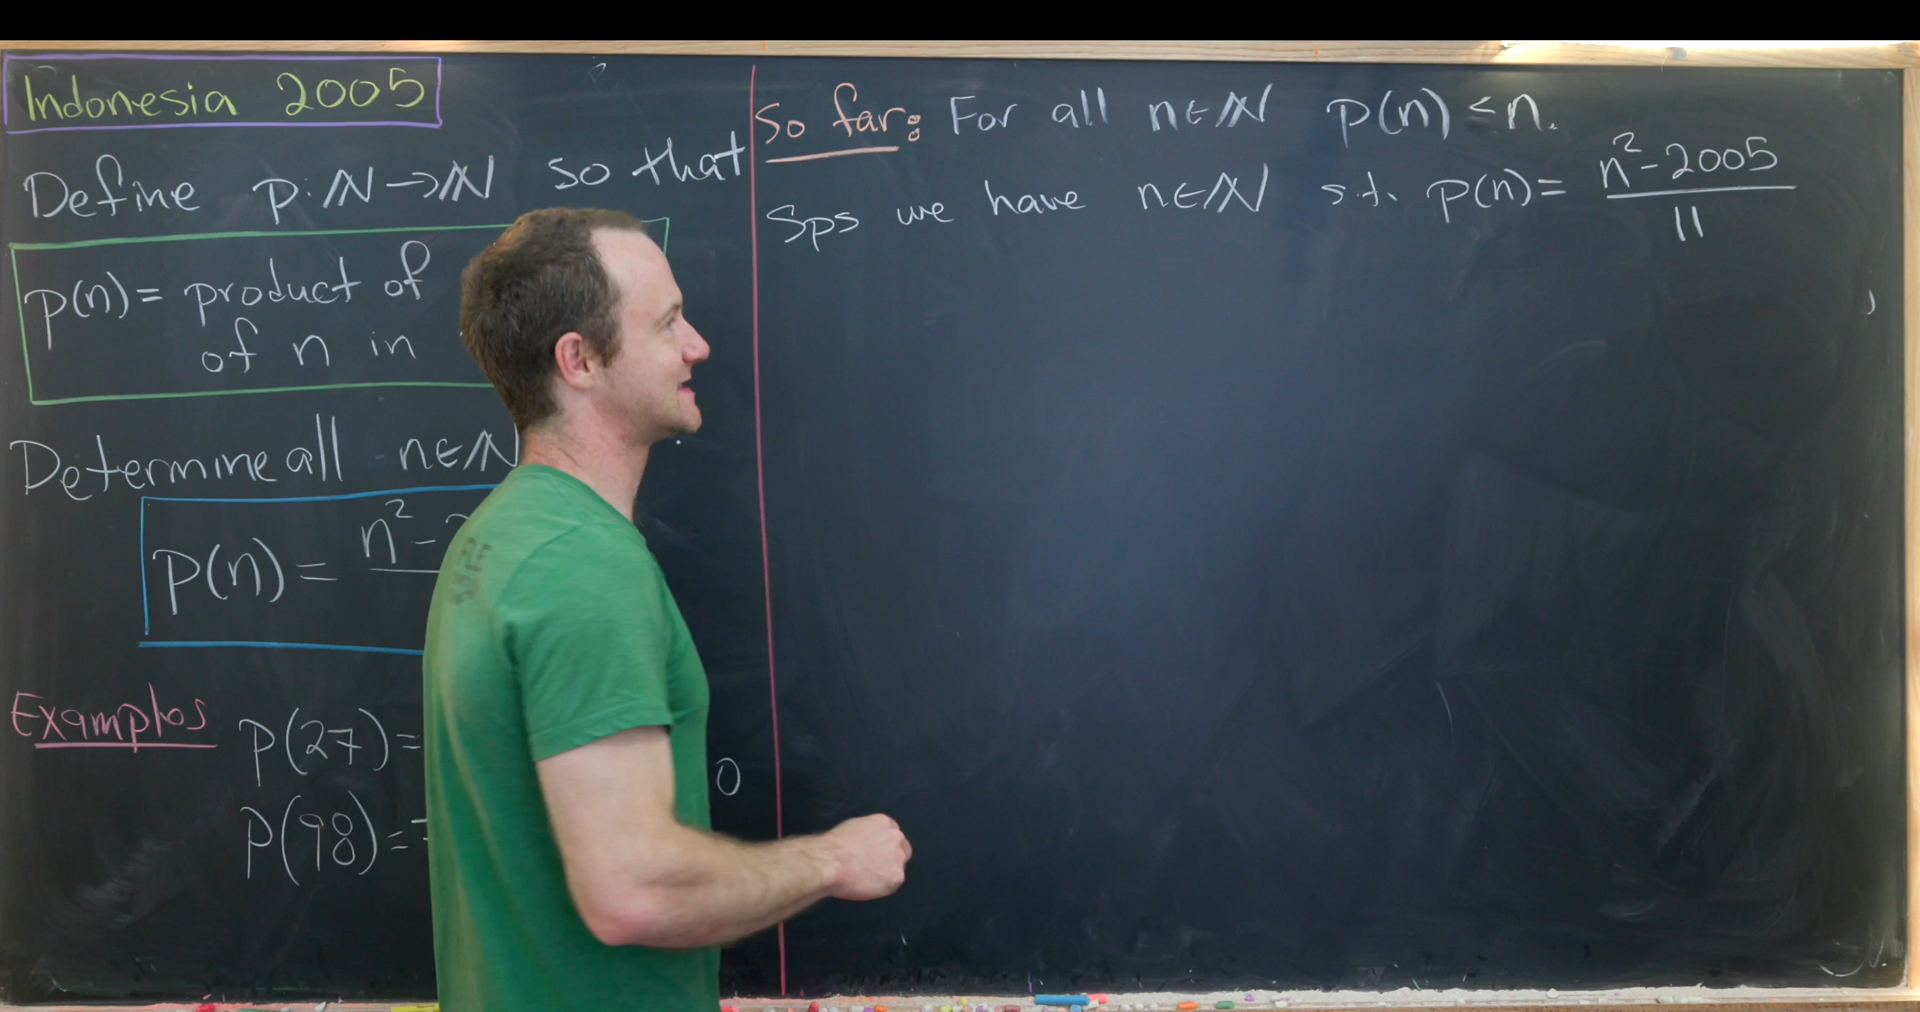 Indonesia 2005
Define p: ℕ → ℕ so that
p(n) = product of
of n in
Determine all n ∈ ℕ
p(n) = n² -
Examples
p(27) =
0
p(98) =
So far: For all n ∈ ℕ p(n) ≤ n.
Sps we have n ∈ ℕ s.t. p(n) = (n² - 2005)/11